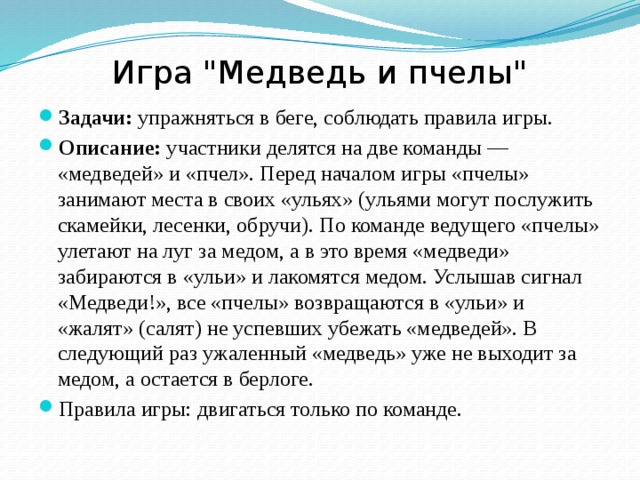 Игра "Медведь и пчелы"
Задачи: упражняться в беге, соблюдать правила игры.
Описание: участники делятся на две команды —
«медведей» и «пчел». Перед началом игры «пчелы»
занимают места в своих «ульях» (ульями могут послужить
скамейки, лесенки, обручи). По команде ведущего «пчелы»
улетают на луг за медом, а в это время «медведи»
забираются в «ульи» и лакомятся медом. Услышав сигнал
«Медведи!», все «пчелы» возвращаются в «ульи» и
«жалят» (салят) не успевших убежать «медведей». В
следующий раз ужаленный «медведь» уже не выходит за
медом, а остается в берлоге.
Правила игры: двигаться только по команде.